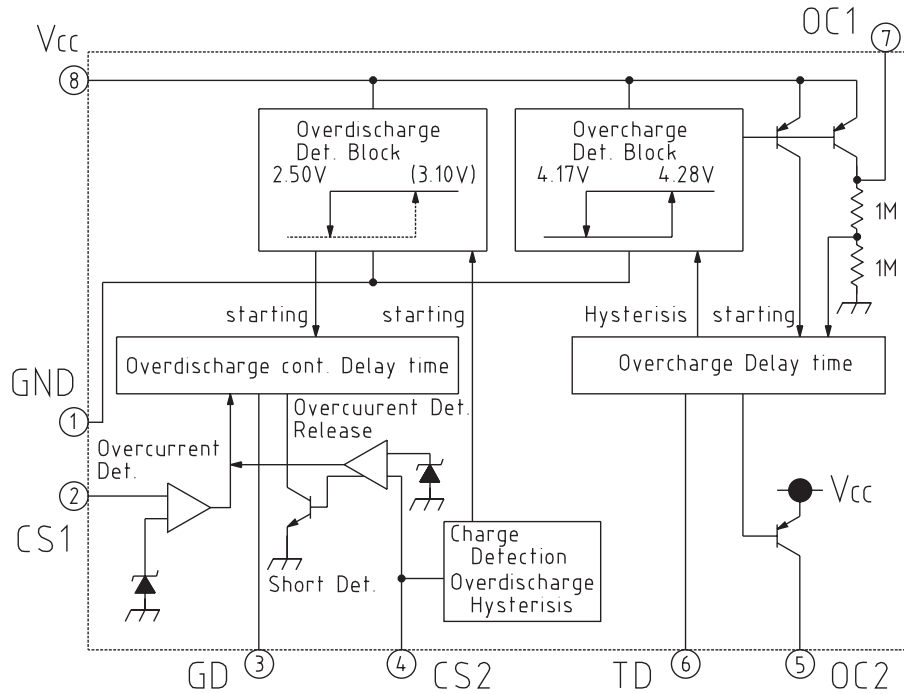 OC1
7
Vcc
8
Overdischarge
Det. Block
2.50V
(3.10V)
Overcharge
Det. Block
4.17V
4.28V
1M
1M
starting
starting
Hysterisis
starting
Overdischarge cont. Delay time
Overcharge Delay time
GND
1
Overcuurent Det.
Release
Overcurrent
Det.
2
CS1
Vcc
Charge
Detection
Overdischarge
Hysterisis
Short Det.
GD
3
4
CS2
TD
6
5
OC2